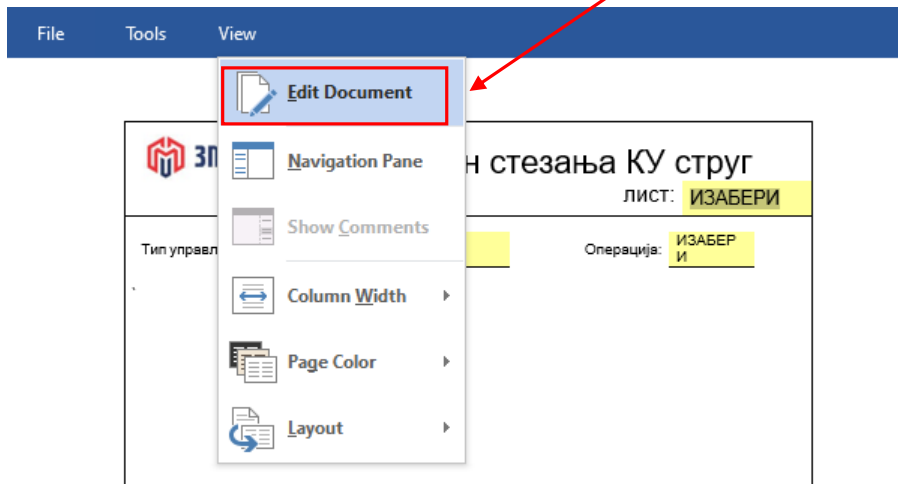 File Tools View
Edit Document
ЗП
н стезања КУ струг
Navigation Pane
лист: ИЗАБЕРИ
Show Comments
Тип управл
Операција: ИЗАБЕР
И
Column Width
Page Color
Layout